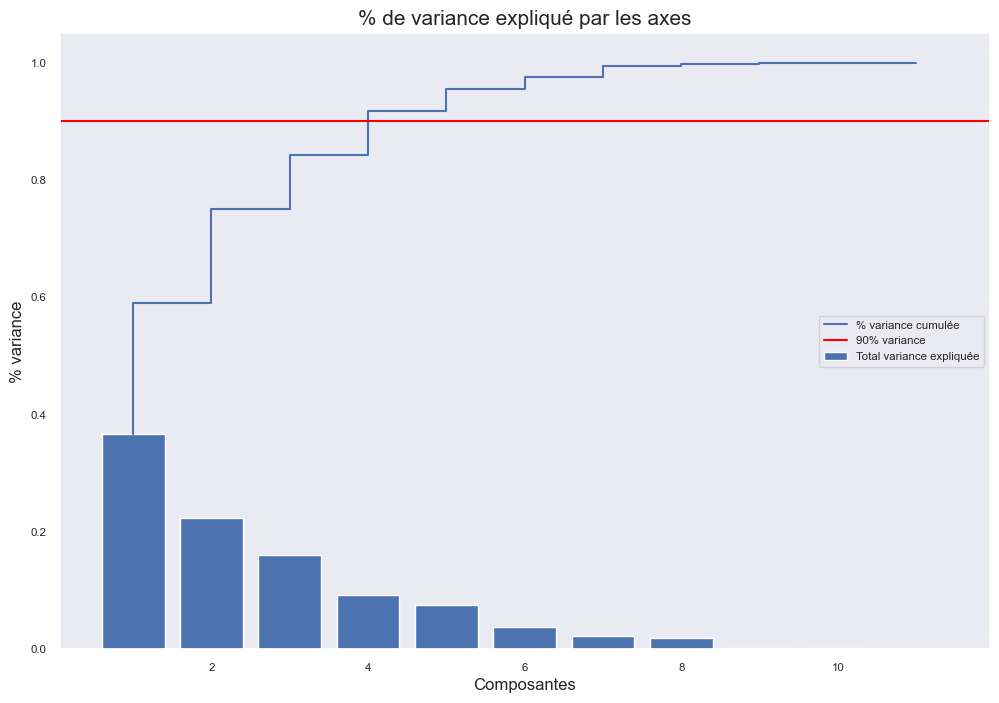 % de variance expliqué par les axes
1.0
0.8
0.6
0.4
0.2
0.0
% variance
% variance cumulée
90% variance
Total variance expliquée
2 4 6 8 10
Composantes